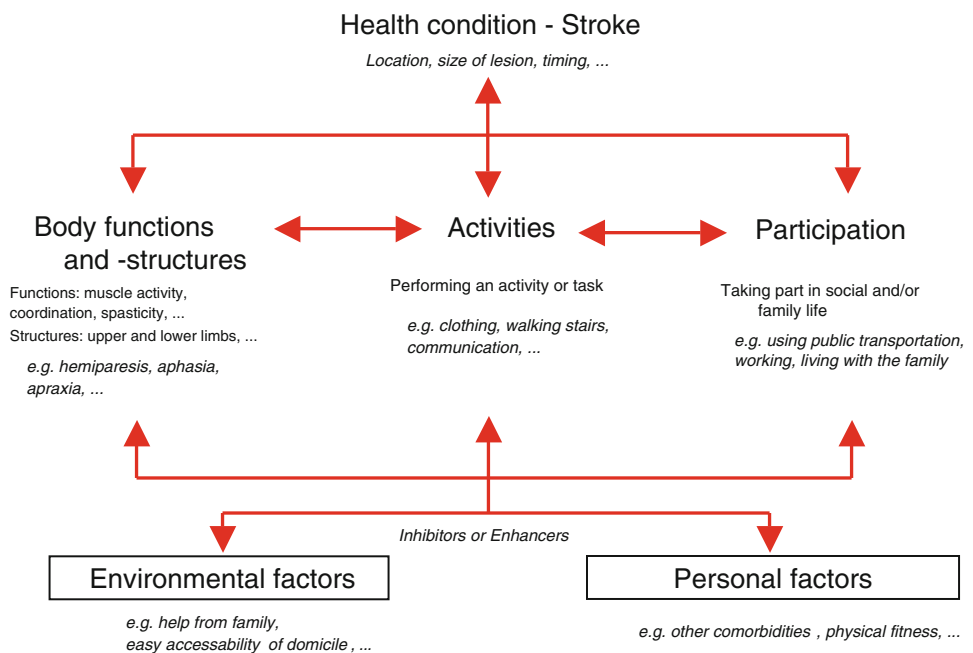 Health condition - Stroke
Location, size of lesion, timing, ...
Body functions
and -structures
Functions: muscle activity,
coordination, spasticity, ...
Structures: upper and lower limbs, ...
e.g. hemiparesis, aphasia,
apraxia, ...
Activities
Performing an activity or task
e.g. clothing, walking stairs,
communication, ...
Participation
Taking part in social and/or
family life
e.g. using public transportation,
working, living with the family
Inhibitors or Enhancers
Environmental factors
e.g. help from family,
easy accessability of domicile , ...
Personal factors
e.g. other comorbidities , physical fitness, ...